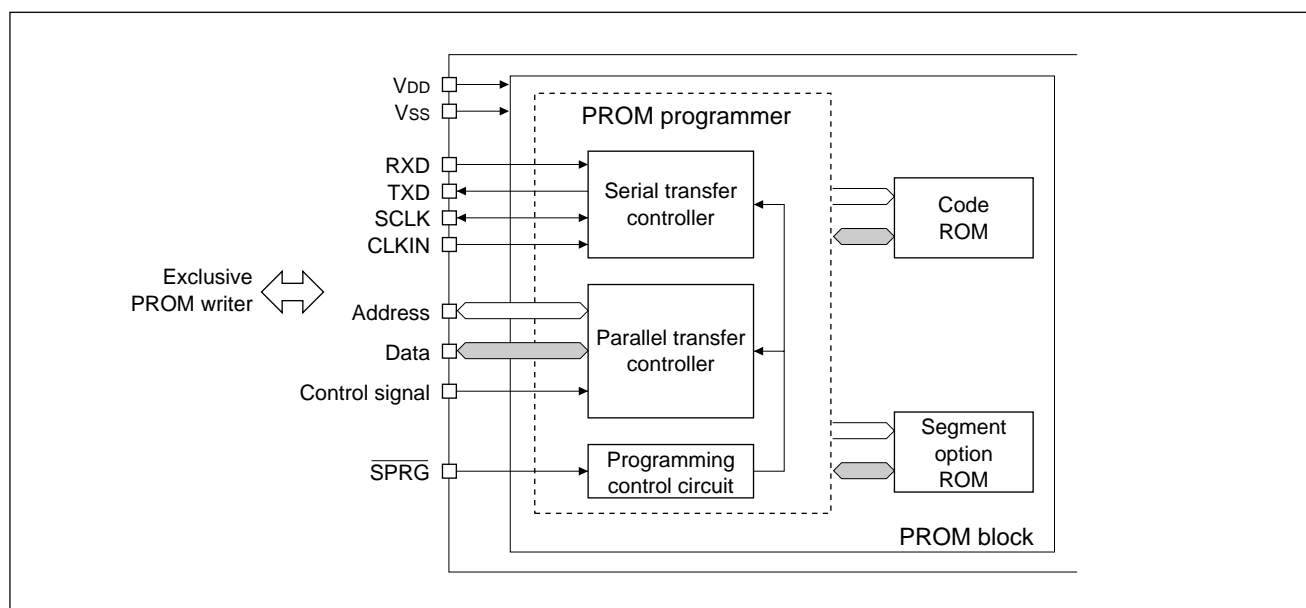 VDD
VSS
PROM programmer
RXD
TXD
SCLK
CLKIN
Serial transfer
controller
Code
ROM
Exclusive
PROM writer
Address
Data
Control signal
Parallel transfer
controller
SPRG
Programming
control circuit
Segment
option
ROM
PROM block